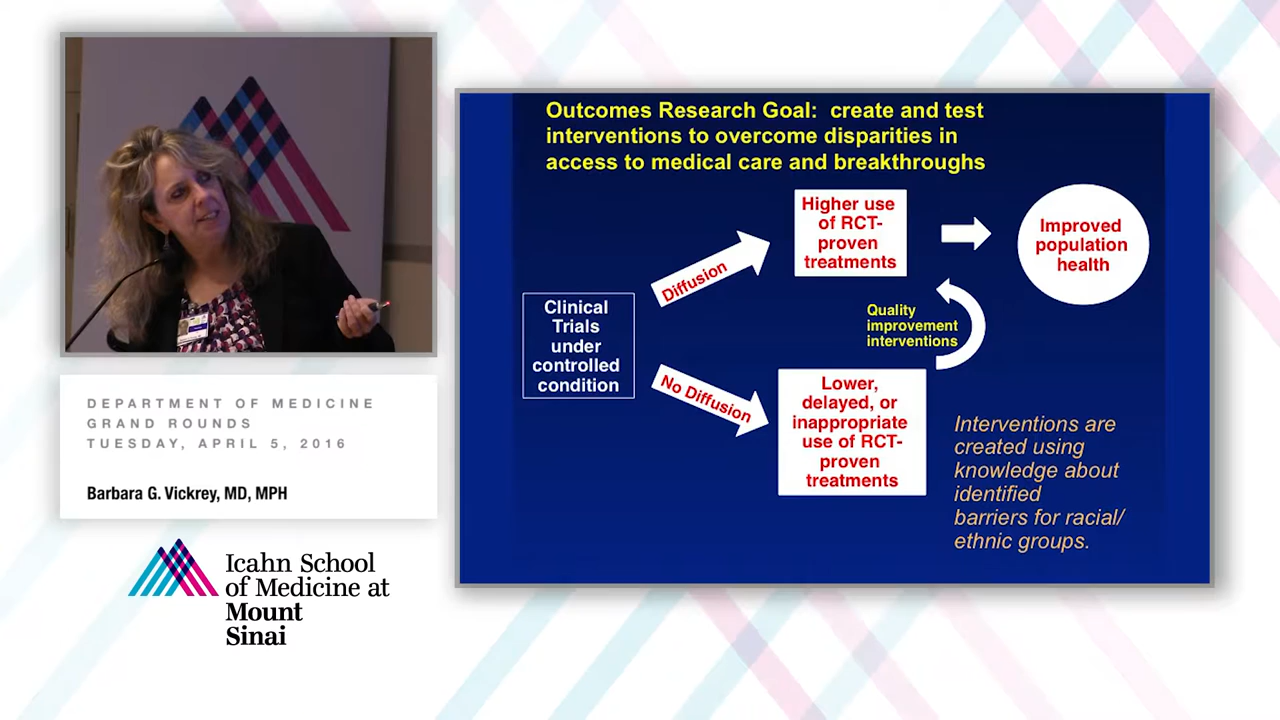 DEPARTMENT OF MEDICINE
GRAND ROUNDS
TUESDAY, APRIL 5, 2016
Barbara G. Vickrey, MD, MPH
Icahn School
of Medicine at
Mount
Sinai
Outcomes Research Goal: create and test
interventions to overcome disparities in
access to medical care and breakthroughs
Clinical
Trials
under
controlled
condition
Diffusion
Higher use
of RCT-
proven
treatments
Improved
population
health
Quality
improvement
interventions
No Diffusion
Lower,
delayed, or
inappropriate
use of RCT-
proven
treatments
Interventions are
created using
knowledge about
identified
barriers for racial/
ethnic groups.